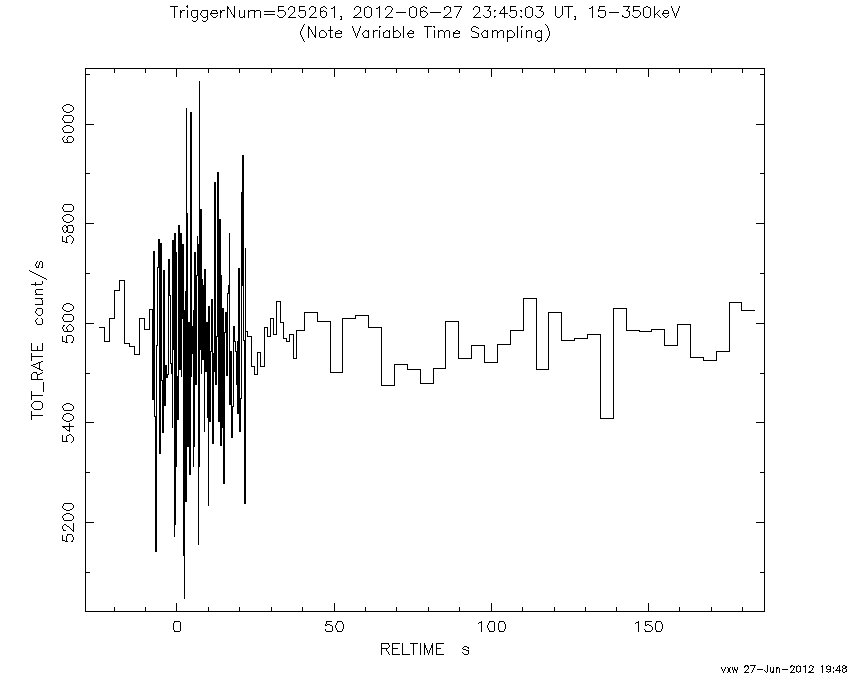 TriggerNum=525261, 2012-06-27 23:45:03 UT, 15-350keV
(Note Variable Time Sampling)
TOT_RATE count/s
6000
5800
5600
5400
5200
0 50 100 150
RELTIME s
vxw 27-Jun-2012 19:48